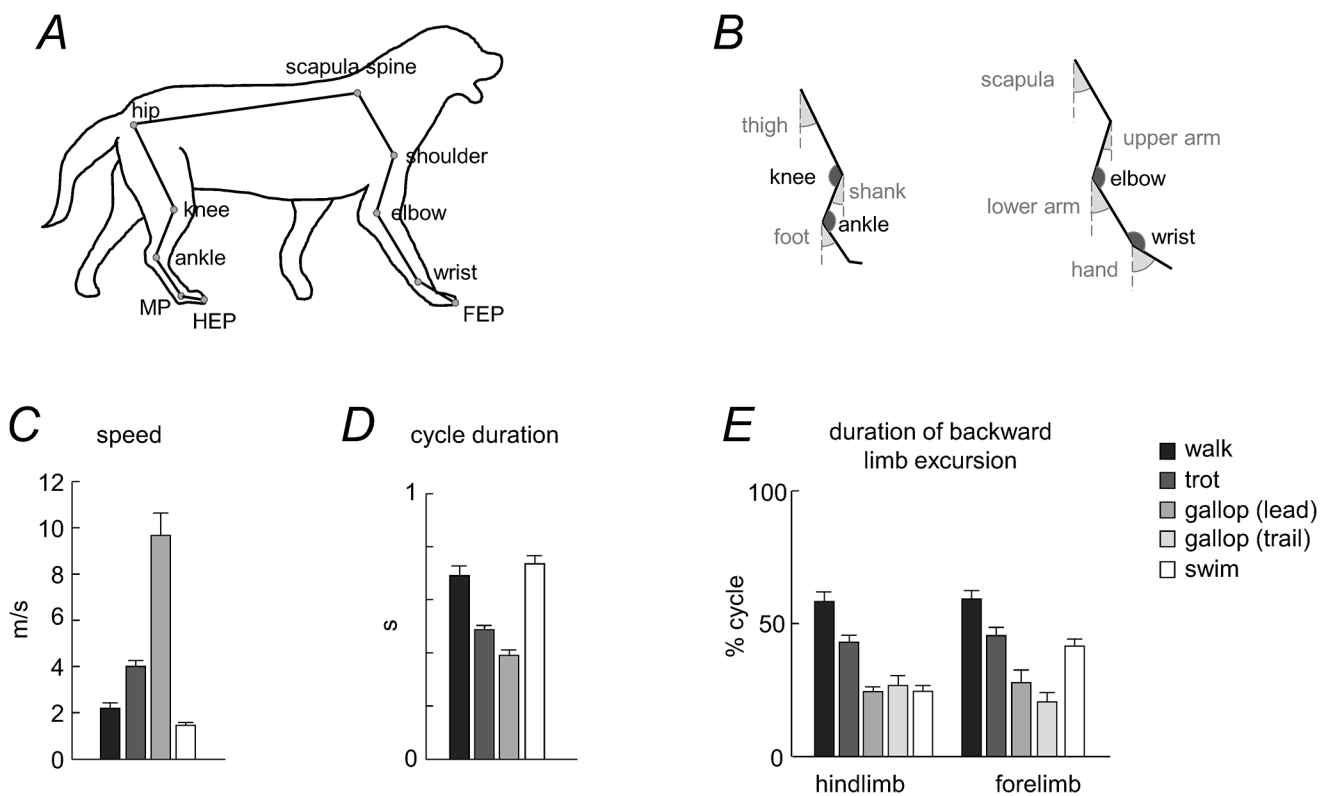 A
scapula spine
hip
shoulder
knee
elbow
ankle
wrist
MP
HEP
FEP
B
scapula
thigh
upper arm
knee
elbow
shank
lower arm
ankle
foot
wrist
hand
C
speed
12
10
8
6
4
2
0
m/s
D
cycle duration
1
s
0
E
duration of backward
limb excursion
100
50
0
% cycle
hindlimb
forelimb
walk
trot
gallop (lead)
gallop (trail)
swim